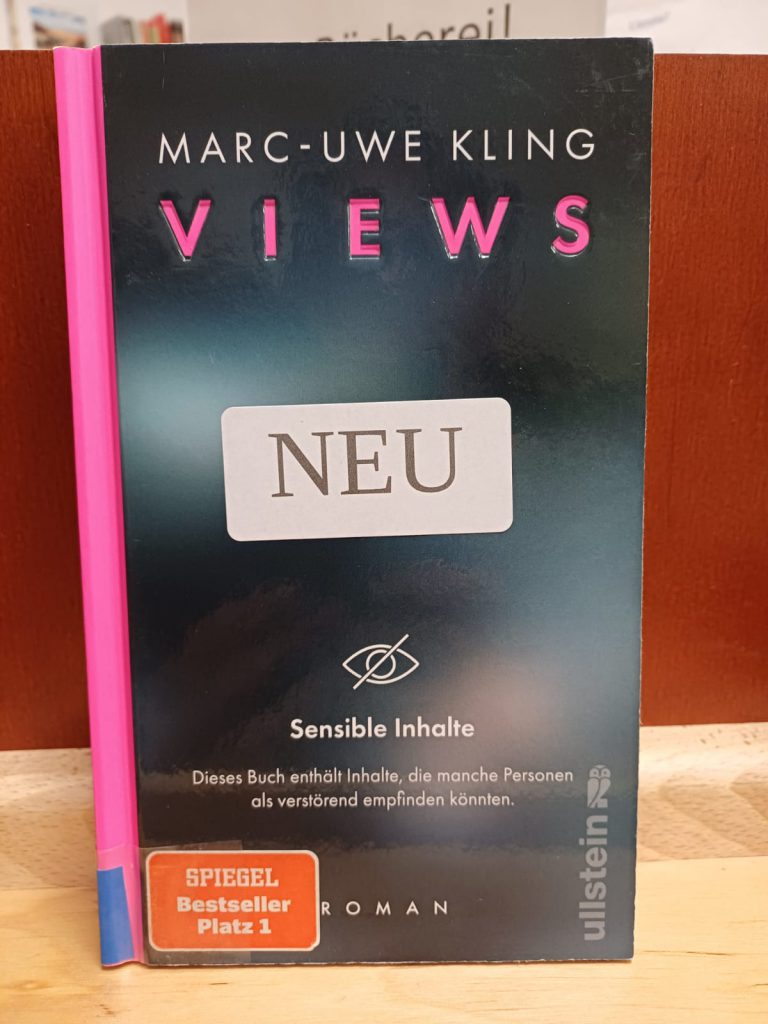 Bücherei!
MARC-UWE KLING
VIEWS
NEU
Sensible Inhalte
Dieses Buch enthält Inhalte, die manche Personen
als verstörend empfinden könnten.
SPIEGEL
Bestseller
Platz 1
ROMAN
ullstein